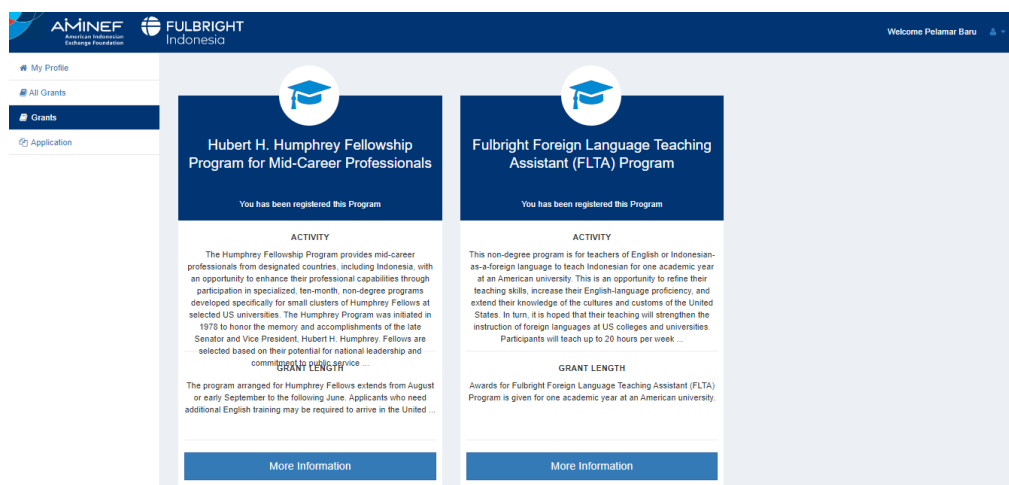 AMINEF
American Indonesian
Exchange Foundation
FULBRIGHT
Indonesia
Welcome Pelamar Baru
My Profile
All Grants
Grants
Application
Hubert H. Humphrey Fellowship
Program for Mid-Career Professionals
You has been registered this Program
ACTIVITY
The Humphrey Fellowship Program provides mid-career
professionals from designated countries, including Indonesia, with
an opportunity to enhance their professional capabilities through
participation in specialized, ten-month, non-degree programs
developed specifically for small clusters of Humphrey Fellows at
selected US universities. The Humphrey Program was initiated in
1978 to honor the memory and accomplishments of the late
Senator and Vice President, Hubert H. Humphrey. Fellows are
selected based on their potential for national leadership and
commitment to public service ...
GRANT LENGTH
The program arranged for Humphrey Fellows extends from August
or early September to the following June. Applicants who need
additional English training may be required to arrive in the United ...
More Information
Fulbright Foreign Language Teaching
Assistant (FLTA) Program
You has been registered this Program
ACTIVITY
This non-degree program is for teachers of English or Indonesian-
as-a-foreign language to teach Indonesian for one academic year
at an American university. This is an opportunity to refine their
teaching skills, increase their English-language proficiency, and
extend their knowledge of the cultures and customs of the United
States. In turn, it is hoped that their teaching will strengthen the
instruction of foreign languages at US colleges and universities.
Participants will teach up to 20 hours per week ...
GRANT LENGTH
Awards for Fulbright Foreign Language Teaching Assistant (FLTA)
Program is given for one academic year at an American university.
More Information